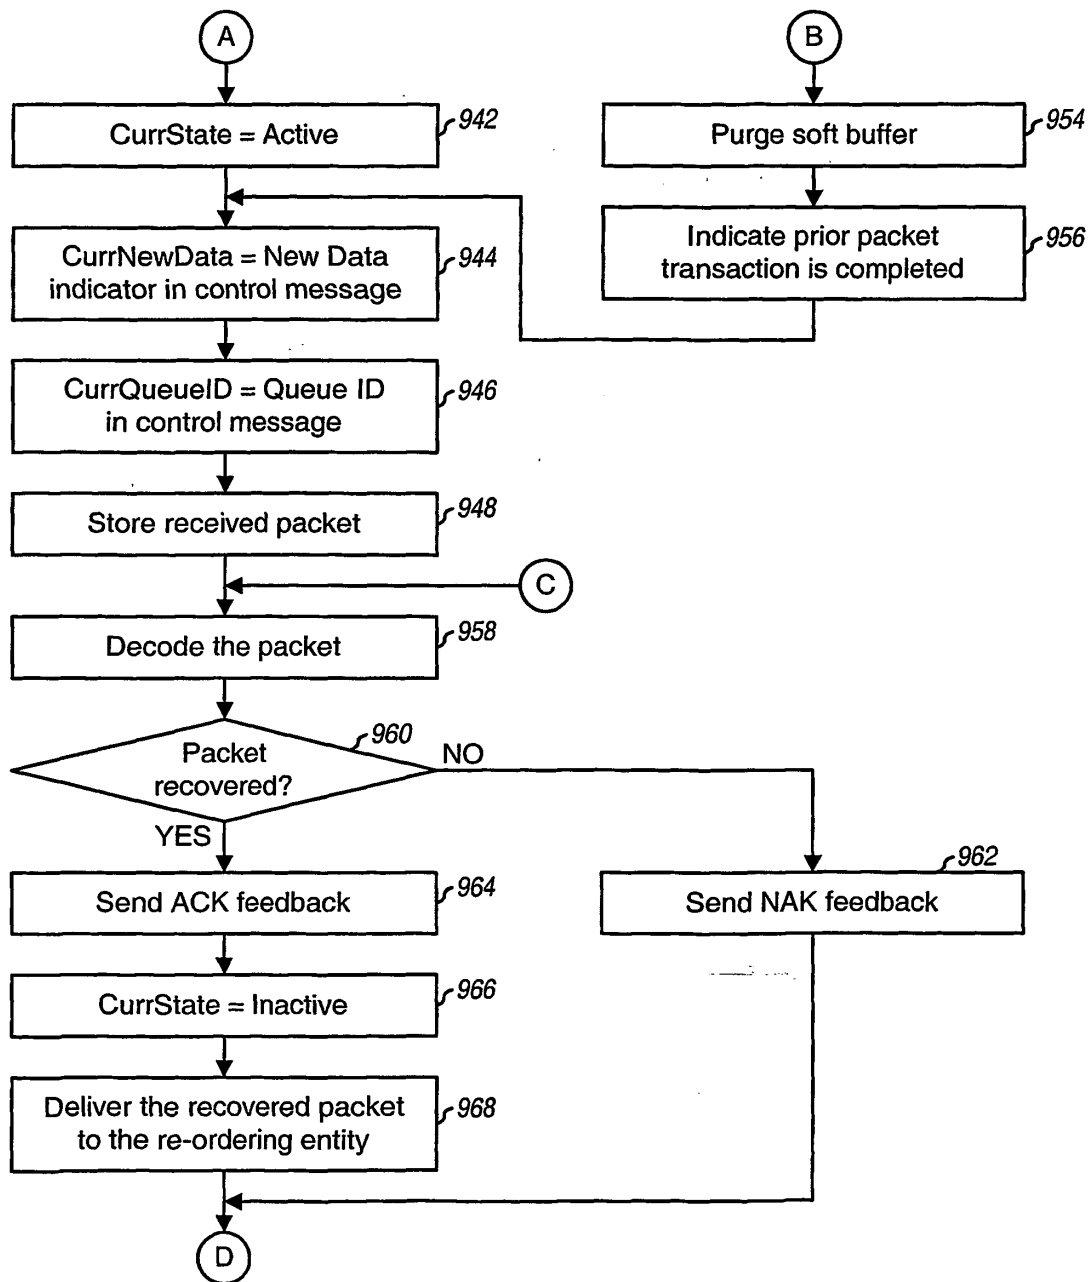 A
B
CurrState = Active
942
Purge soft buffer
954
CurrNewData = New Data
indicator in control message
944
Indicate prior packet
transaction is completed
956
CurrQueueID = Queue ID
in control message
946
Store received packet
948
C
Decode the packet
958
Packet
recovered?
960
NO
YES
Send ACK feedback
964
Send NAK feedback
962
CurrState = Inactive
966
Deliver the recovered packet
to the re-ordering entity
968
D